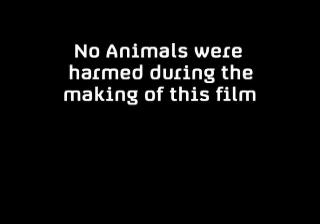 No Animals were
harmed during the
making of this film